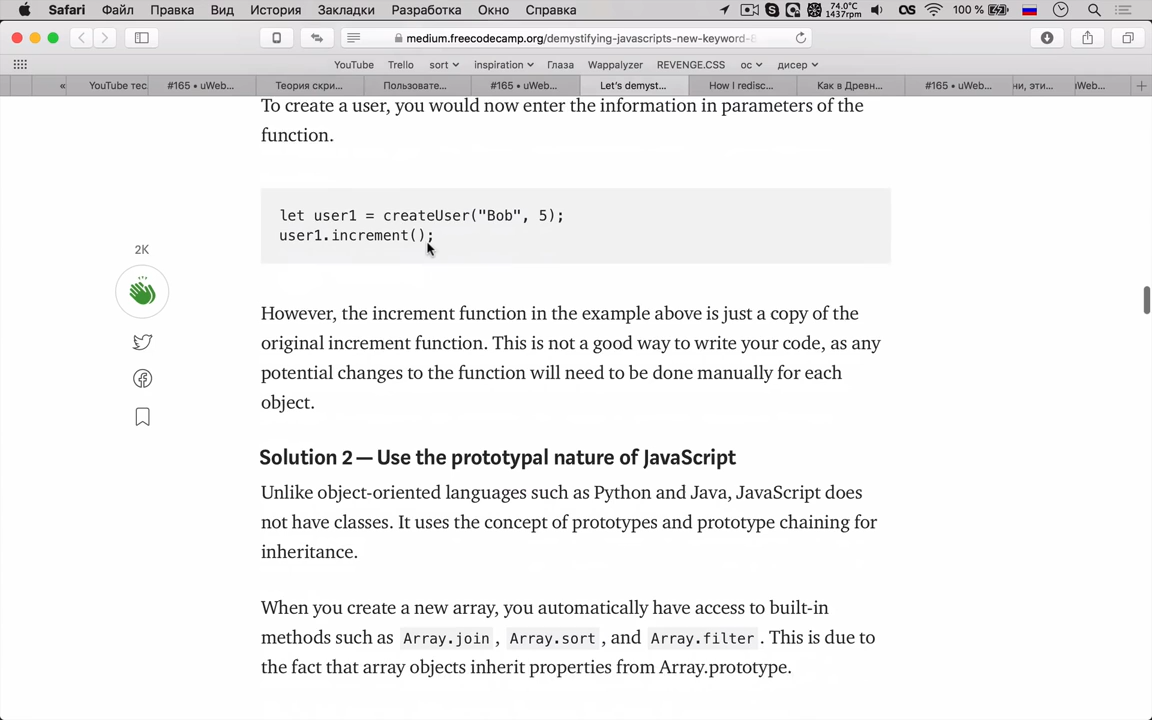 Safari Файл Правка Вид История Закладки Разработка Окно Справка 74.0°C 1437rpm 100 %
medium.freecodecamp.org/demystifying-javascripts-new-keyword-
YouTube Trello sort inspiration Глаза Wappalyzer REVENGE.CSS ос дисер
« YouTube тес #165 • uWeb... Теория скри... Пользовате... #165 • uWeb... Let's demyst... How I redisc... Как в Древн... #165 • uWeb... ни, эти... Web...
To create a user, you would now enter the information in parameters of the
function.
let user1 = createUser("Bob", 5);
user1.increment();
2K
However, the increment function in the example above is just a copy of the
original increment function. This is not a good way to write your code, as any
potential changes to the function will need to be done manually for each
object.
Solution 2 — Use the prototypal nature of JavaScript
Unlike object-oriented languages such as Python and Java, JavaScript does
not have classes. It uses the concept of prototypes and prototype chaining for
inheritance.
When you create a new array, you automatically have access to built-in
methods such as Array.join, Array.sort, and Array.filter. This is due to
the fact that array objects inherit properties from Array.prototype.